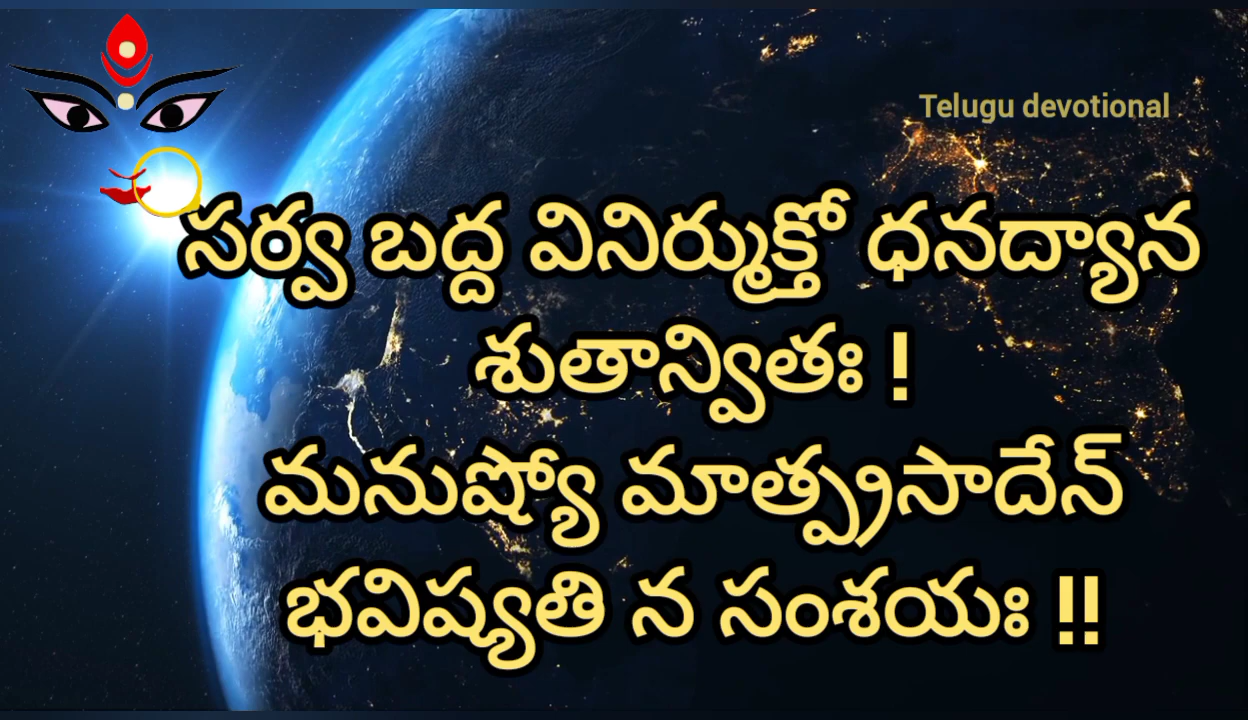 Telugu devotional
సర్వ బద్ద వినిర్ముక్తో ధనద్యాన
శుతాన్వితః !
మనుష్యో మాత్ప్రసాదేన్
భవిష్యతి న సంశయః !!